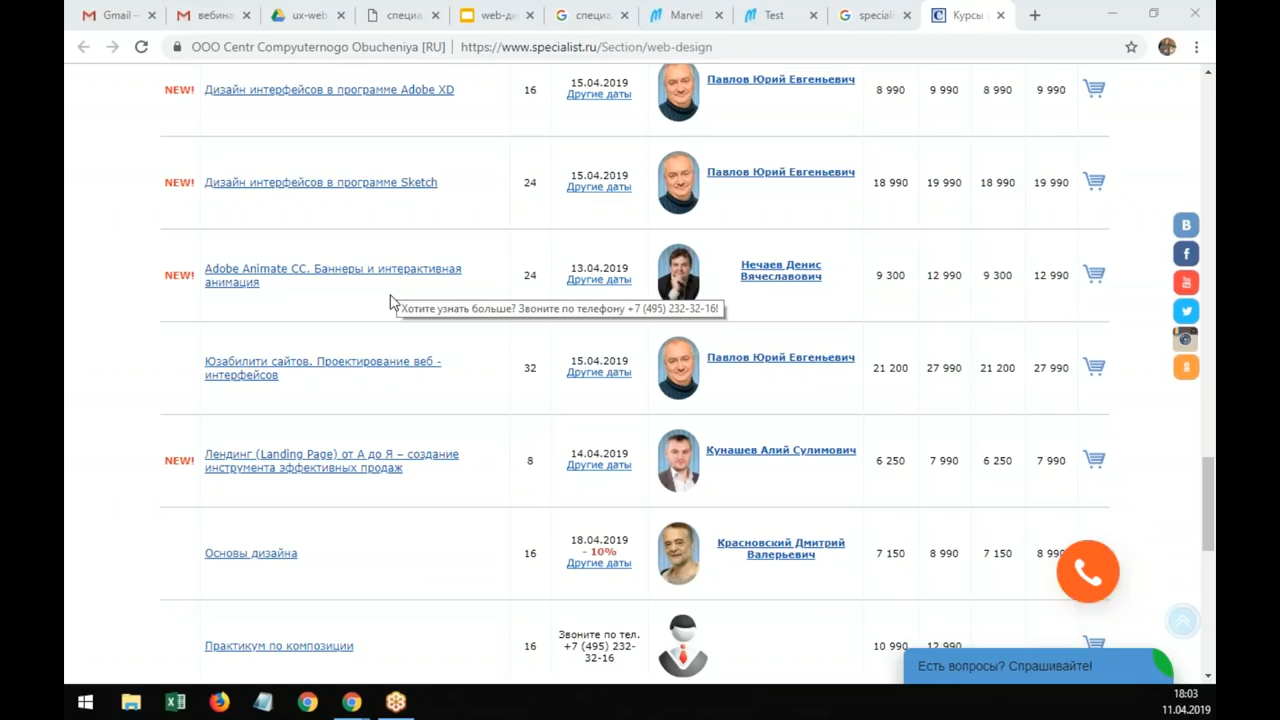 Gmail –
вебина
ux-web
специа
web-ди
специа
Marvel
Test
speciali
Курсы
ООО Centr Compyuternogo Obucheniya [RU]
https://www.specialist.ru/Section/web-design
NEW!
Дизайн интерфейсов в программе Adobe XD
16
15.04.2019
Другие даты
Павлов Юрий Евгеньевич
8 990
9 990
8 990
9 990
NEW!
Дизайн интерфейсов в программе Sketch
24
15.04.2019
Другие даты
Павлов Юрий Евгеньевич
18 990
19 990
18 990
19 990
NEW!
Adobe Animate CC. Баннеры и интерактивная
анимация
24
13.04.2019
Другие даты
Нечаев Денис
Вячеславович
9 300
12 990
9 300
12 990
Хотите узнать больше? Звоните по телефону +7 (495) 232-32-16!
Юзабилити сайтов. Проектирование веб -
интерфейсов
32
15.04.2019
Другие даты
Павлов Юрий Евгеньевич
21 200
27 990
21 200
27 990
NEW!
Лендинг (Landing Page) от А до Я – создание
инструмента эффективных продаж
8
14.04.2019
Другие даты
Кунашев Алий Сулимович
6 250
7 990
6 250
7 990
Основы дизайна
16
18.04.2019
- 10%
Другие даты
Красновский Дмитрий
Валерьевич
7 150
8 990
7 150
8 990
Практикум по композиции
16
Звоните по тел.
+7 (495) 232-
32-16
10 990
12 990
Есть вопросы? Спрашивайте!
18:03
11.04.2019